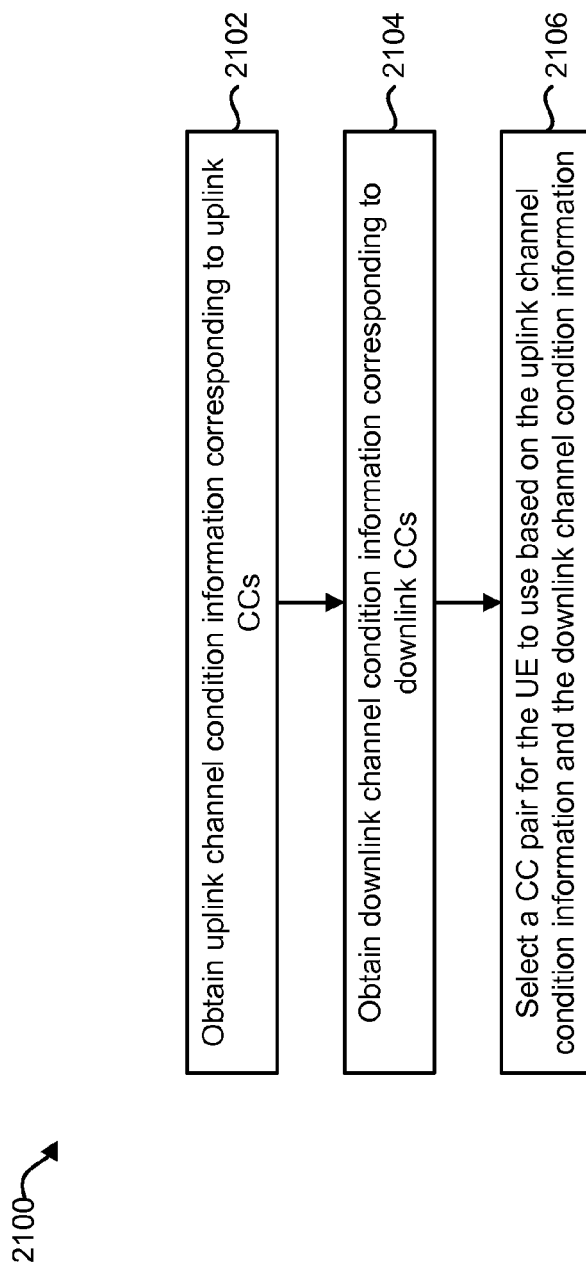 2100
Obtain uplink channel condition information corresponding to uplink
CCs
2102
Obtain downlink channel condition information corresponding to
downlink CCs
2104
Select a CC pair for the UE to use based on the uplink channel
condition information and the downlink channel condition information
2106